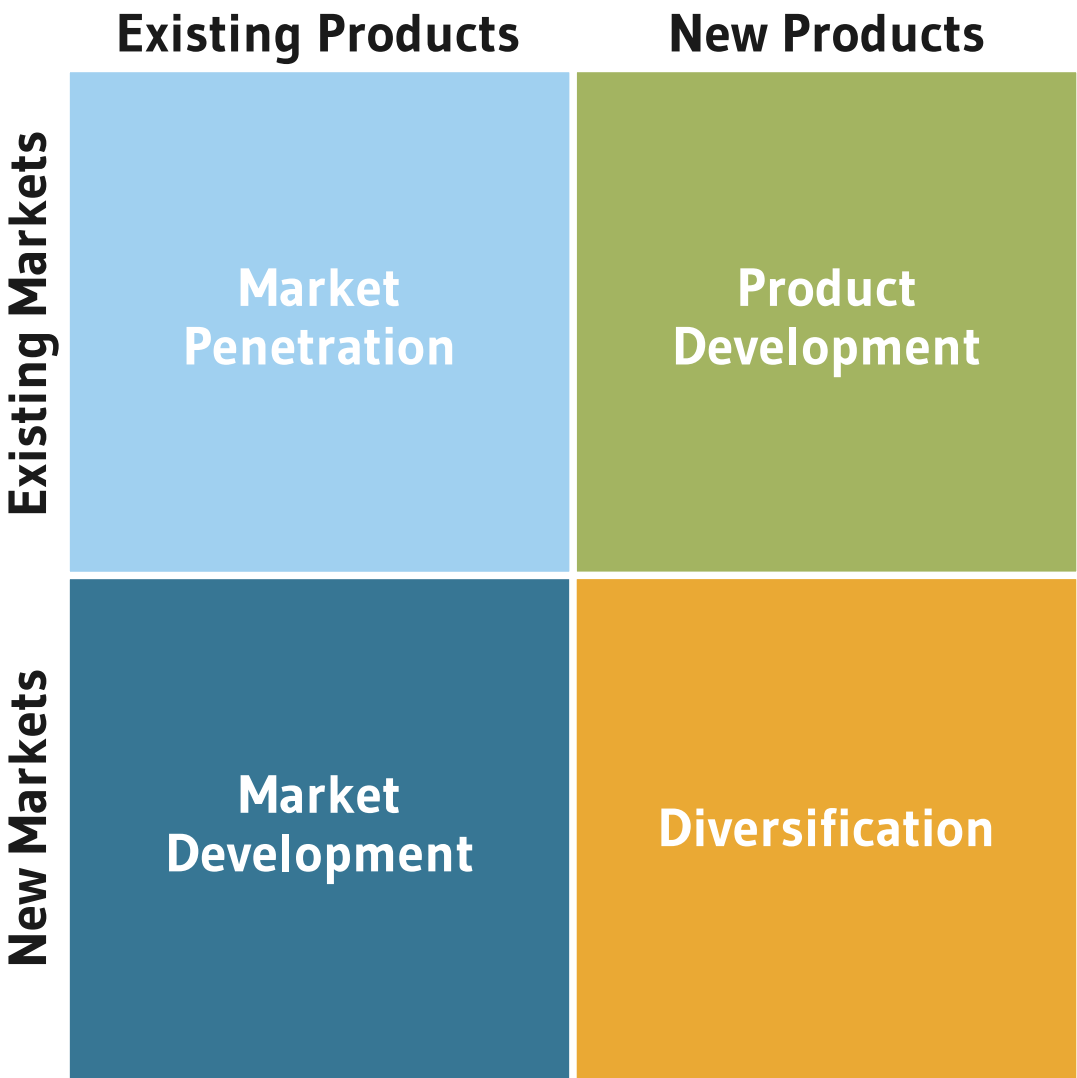 Existing Products
New Products
Existing Markets
Market
Penetration
Product
Development
New Markets
Market
Development
Diversification